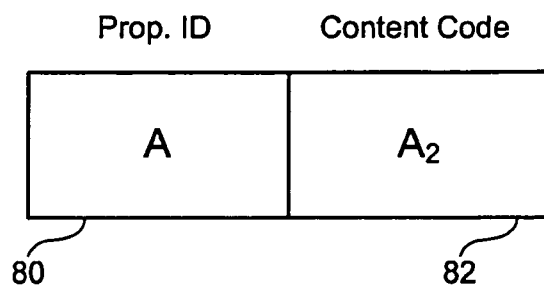 Prop. ID Content Code
A A₂
80 82